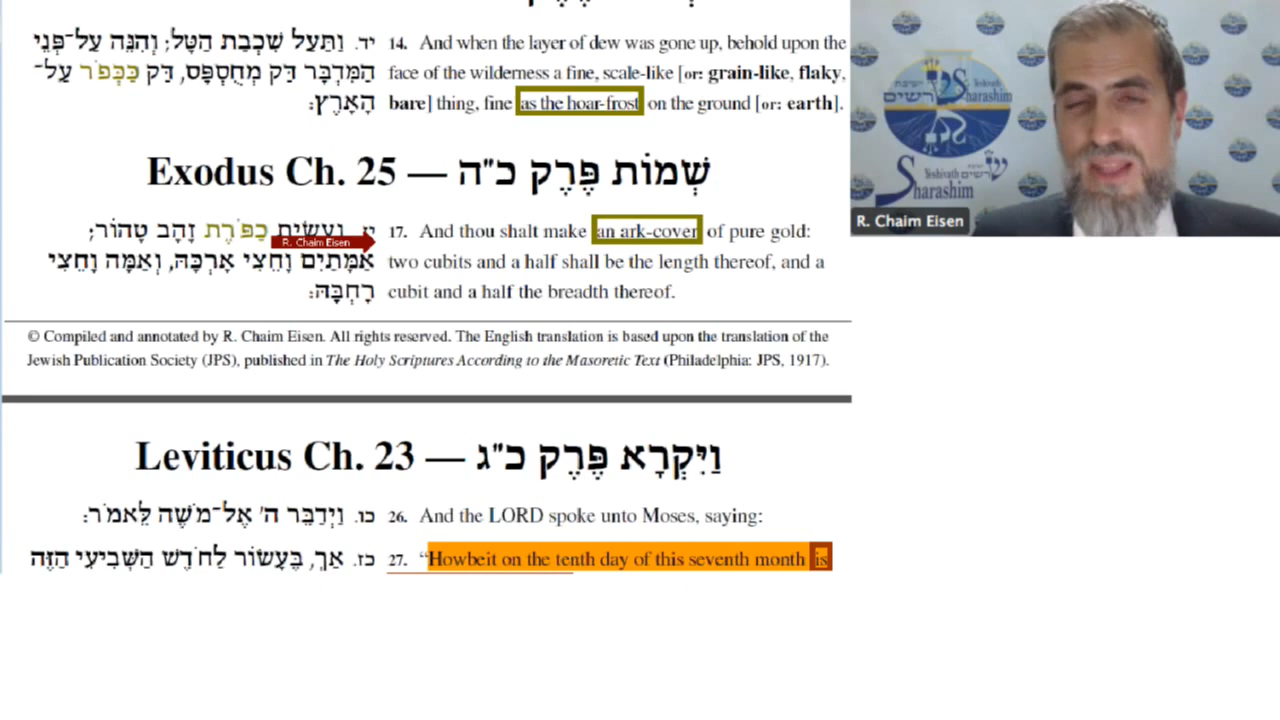 יד. וַתַּעַל שִׁכְבַת הַטָּל; וְהִנֵּה עַל־פְּנֵי
הַמִּדְבָּר דַּק מְחֻסְפָּס, דַּק כַּכְּפֹר עַל־
הָאָרֶץ:
14. And when the layer of dew was gone up, behold upon the
face of the wilderness a fine, scale-like [or: grain-like, flaky,
bare] thing, fine as the hoar-frost on the ground [or: earth].
Exodus Ch. 25 — שְׁמוֹת פֶּרֶק כ"ה
יז. וְעָשִׂיתָ כַפֹּרֶת זָהָב טָהוֹר;
R. Chaim Eisen
אַמָּתַיִם וָחֵצִי אָרְכָּהּ, וְאַמָּה וָחֵצִי
רָחְבָּהּ:
17. And thou shalt make an ark-cover of pure gold:
two cubits and a half shall be the length thereof, and a
cubit and a half the breadth thereof.
© Compiled and annotated by R. Chaim Eisen. All rights reserved. The English translation is based upon the translation of the
Jewish Publication Society (JPS), published in The Holy Scriptures According to the Masoretic Text (Philadelphia: JPS, 1917).
Leviticus Ch. 23 — וַיִּקְרָא פֶּרֶק כ"ג
כו. וַיְדַבֵּר ה' אֶל־מֹשֶׁה לֵּאמֹר:
26. And the LORD spoke unto Moses, saying:
כז. אַךְ, בֶּעָשׂוֹר לַחֹדֶשׁ הַשְּׁבִיעִי הַזֶּה
27. “Howbeit on the tenth day of this seventh month is
ישיבת
שרשים
Yeshivath
Sharashim
R. Chaim Eisen